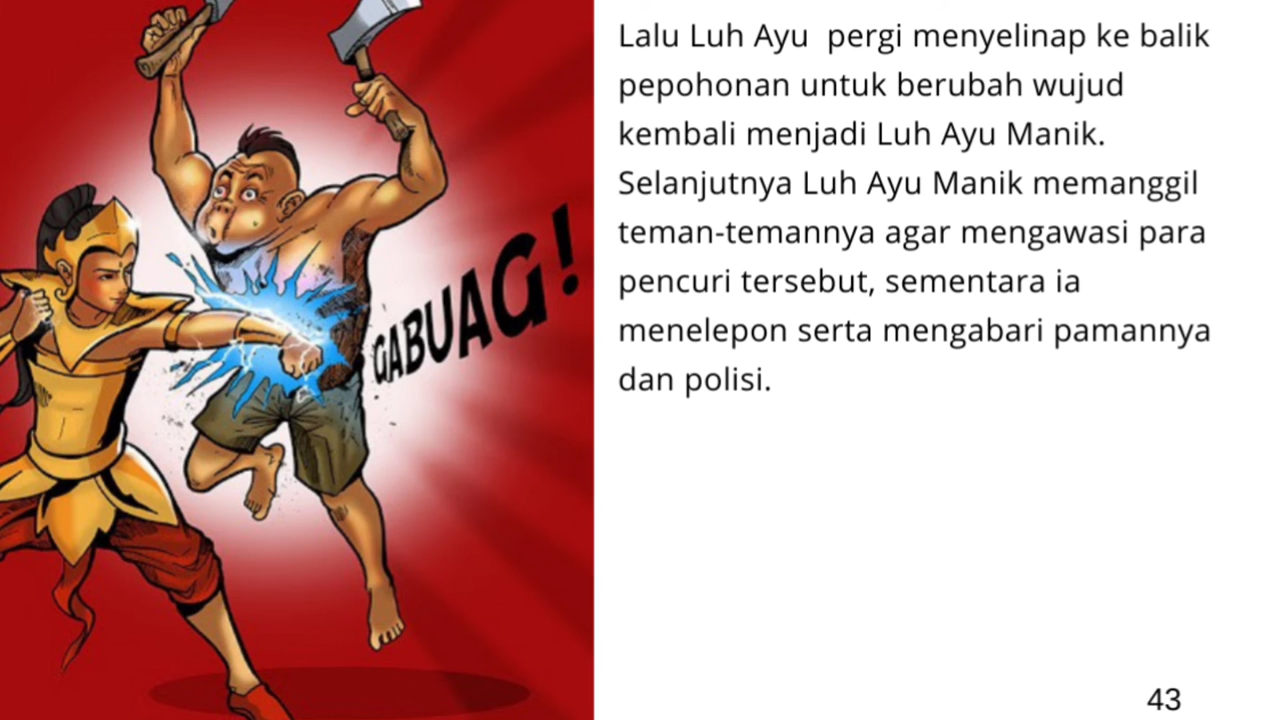 GABUAG!
Lalu Luh Ayu  pergi menyelinap ke balik
pepohonan untuk berubah wujud
kembali menjadi Luh Ayu Manik.
Selanjutnya Luh Ayu Manik memanggil
teman-temannya agar mengawasi para
pencuri tersebut, sementara ia
menelepon serta mengabari pamannya
dan polisi.
43